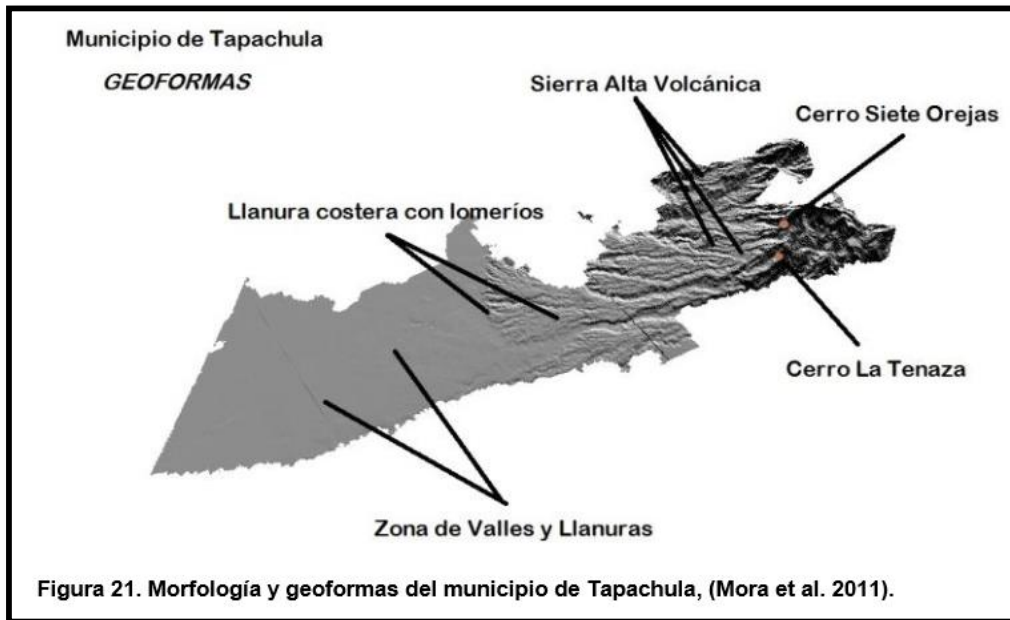 Municipio de Tapachula
GEOFORMAS
Sierra Alta Volcánica
Cerro Siete Orejas
Llanura costera con lomeríos
Cerro La Tenaza
Zona de Valles y Llanuras
Figura 21. Morfología y geoformas del municipio de Tapachula, (Mora et al. 2011).